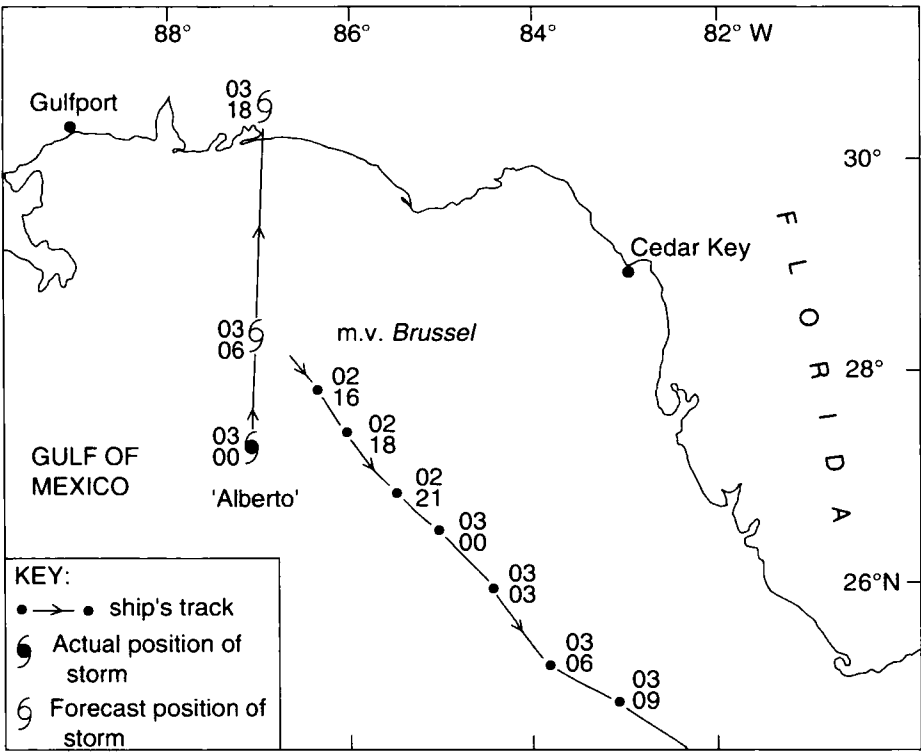 88° 86° 84° 82° W
Gulfport
03
18
30°
Cedar Key
FLORIDA
03
06
m.v. Brussel
28°
02
16
02
18
03
00
GULF OF
MEXICO
'Alberto'
02
21
03
00
26°N
03
03
03
06
03
09
KEY:
ship's track
Actual position of
storm
Forecast position of
storm